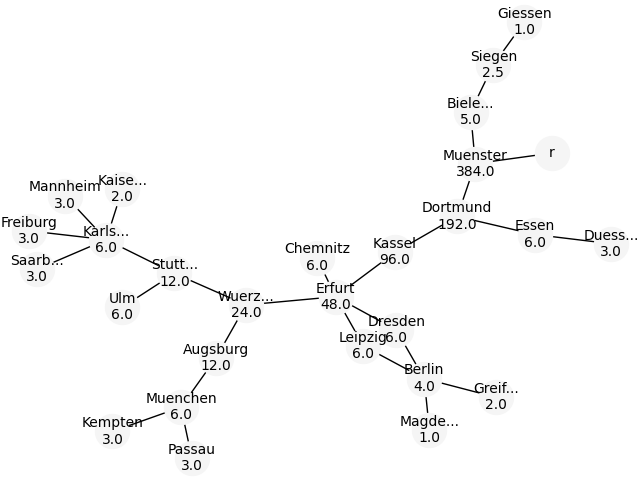 Giessen
1.0
Siegen
2.5
Biele...
5.0
Muenster
384.0
r
Mannheim
3.0
Kaise...
2.0
Dortmund
192.0
Freiburg
3.0
Karls...
6.0
Essen
6.0
Duess...
3.0
Chemnitz
6.0
Kassel
96.0
Saarb...
3.0
Stutt...
12.0
Ulm
6.0
Wuerz...
24.0
Erfurt
48.0
Dresden
6.0
Leipzig
6.0
Augsburg
12.0
Berlin
4.0
Greif...
2.0
Muenchen
6.0
Kempten
3.0
Magde...
1.0
Passau
3.0